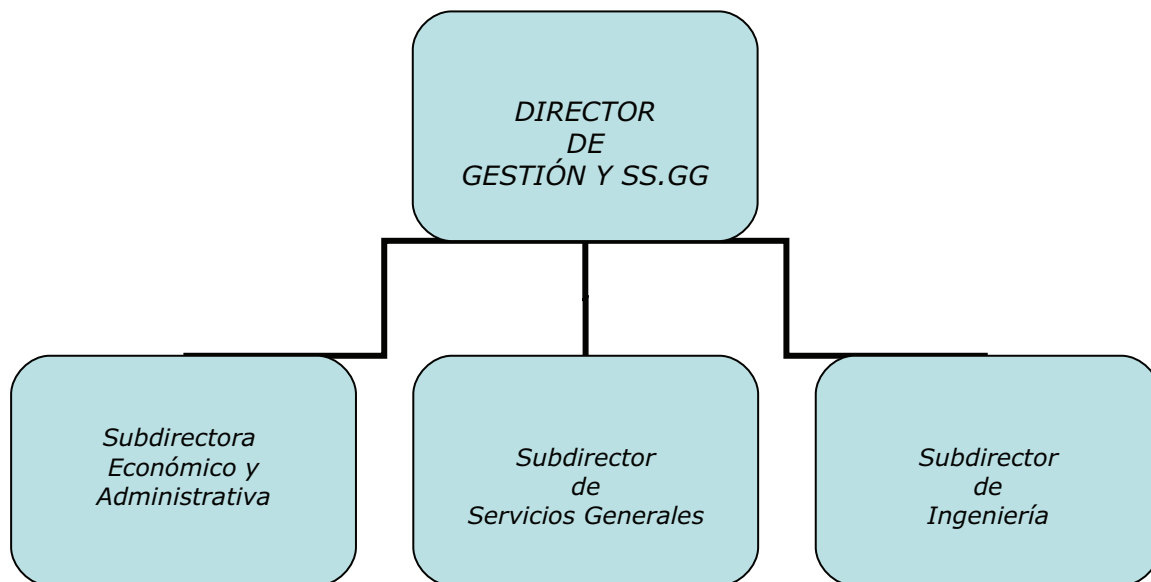 DIRECTOR
DE
GESTIÓN Y SS.GG
Subdirectora
Económico y
Administrativa
Subdirector
de
Servicios Generales
Subdirector
de
Ingeniería